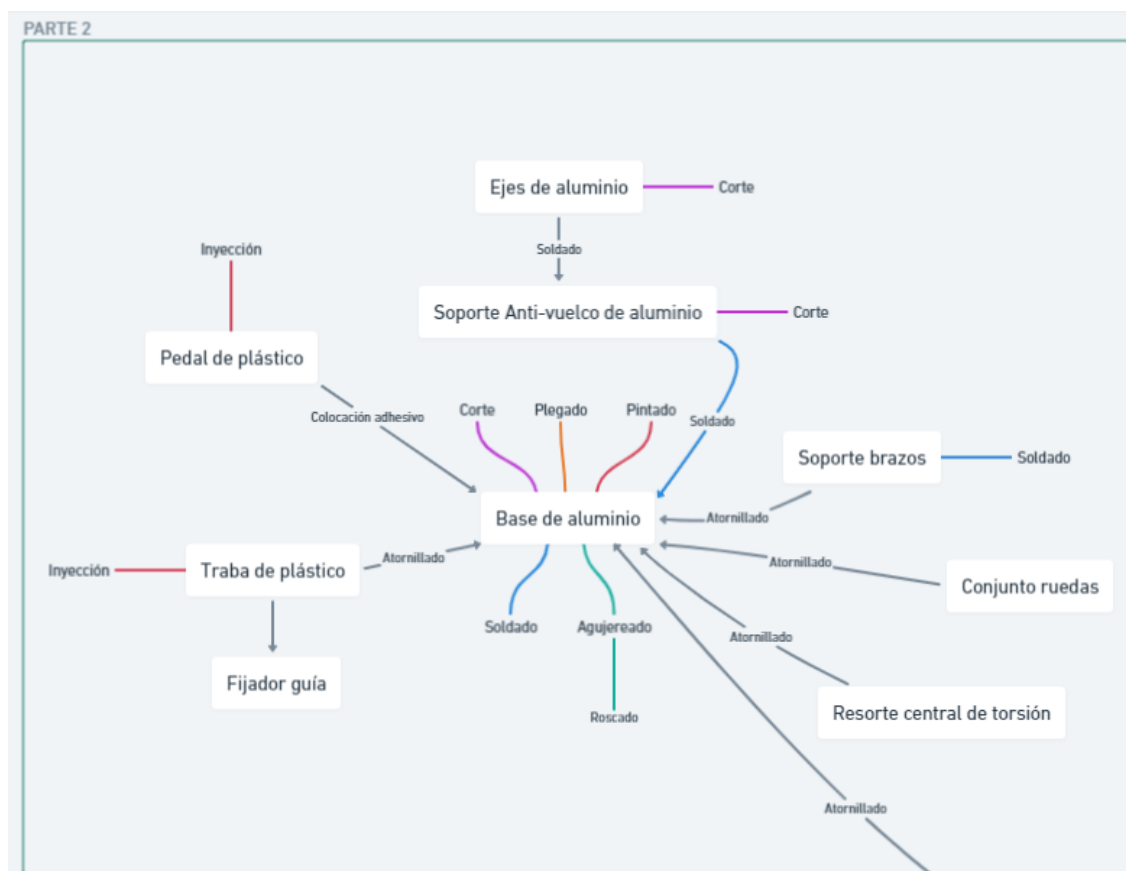 PARTE 2
Ejes de aluminio
Corte
Soldado
Inyección
Soporte Anti-vuelco de aluminio
Corte
Pedal de plástico
Colocación adhesivo
Corte
Plegado
Pintado
Soldado
Soporte brazos
Soldado
Base de aluminio
Atornillado
Atornillado
Atornillado
Inyección
Traba de plástico
Conjunto ruedas
Soldado
Agujereado
Atornillado
Fijador guía
Roscado
Resorte central de torsión
Atornillado